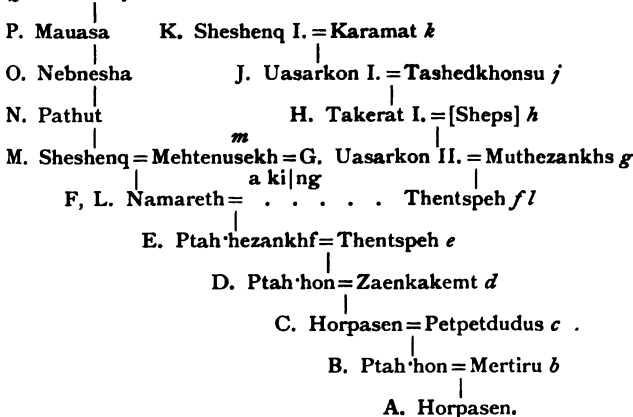 P. Mauasa K. Sheshenq I. = Karamat k
O. Nebnesha J. Uasarkon I. = Tashedkhonsu j
N. Pathut H. Takerat I. = [Sheps] h
m
M. Sheshenq = Mehtenusekh = G. Uasarkon II. = Muthezankhs g
a king
F, L. Namareth = . . . . . Thentspeh f l
E. Ptah·hezankhf = Thentspeh e
D. Ptah·hon = Zaenkakemt d
C. Horpasen = Petpetdudus c .
B. Ptah·hon = Mertiru b
A. Horpasen.